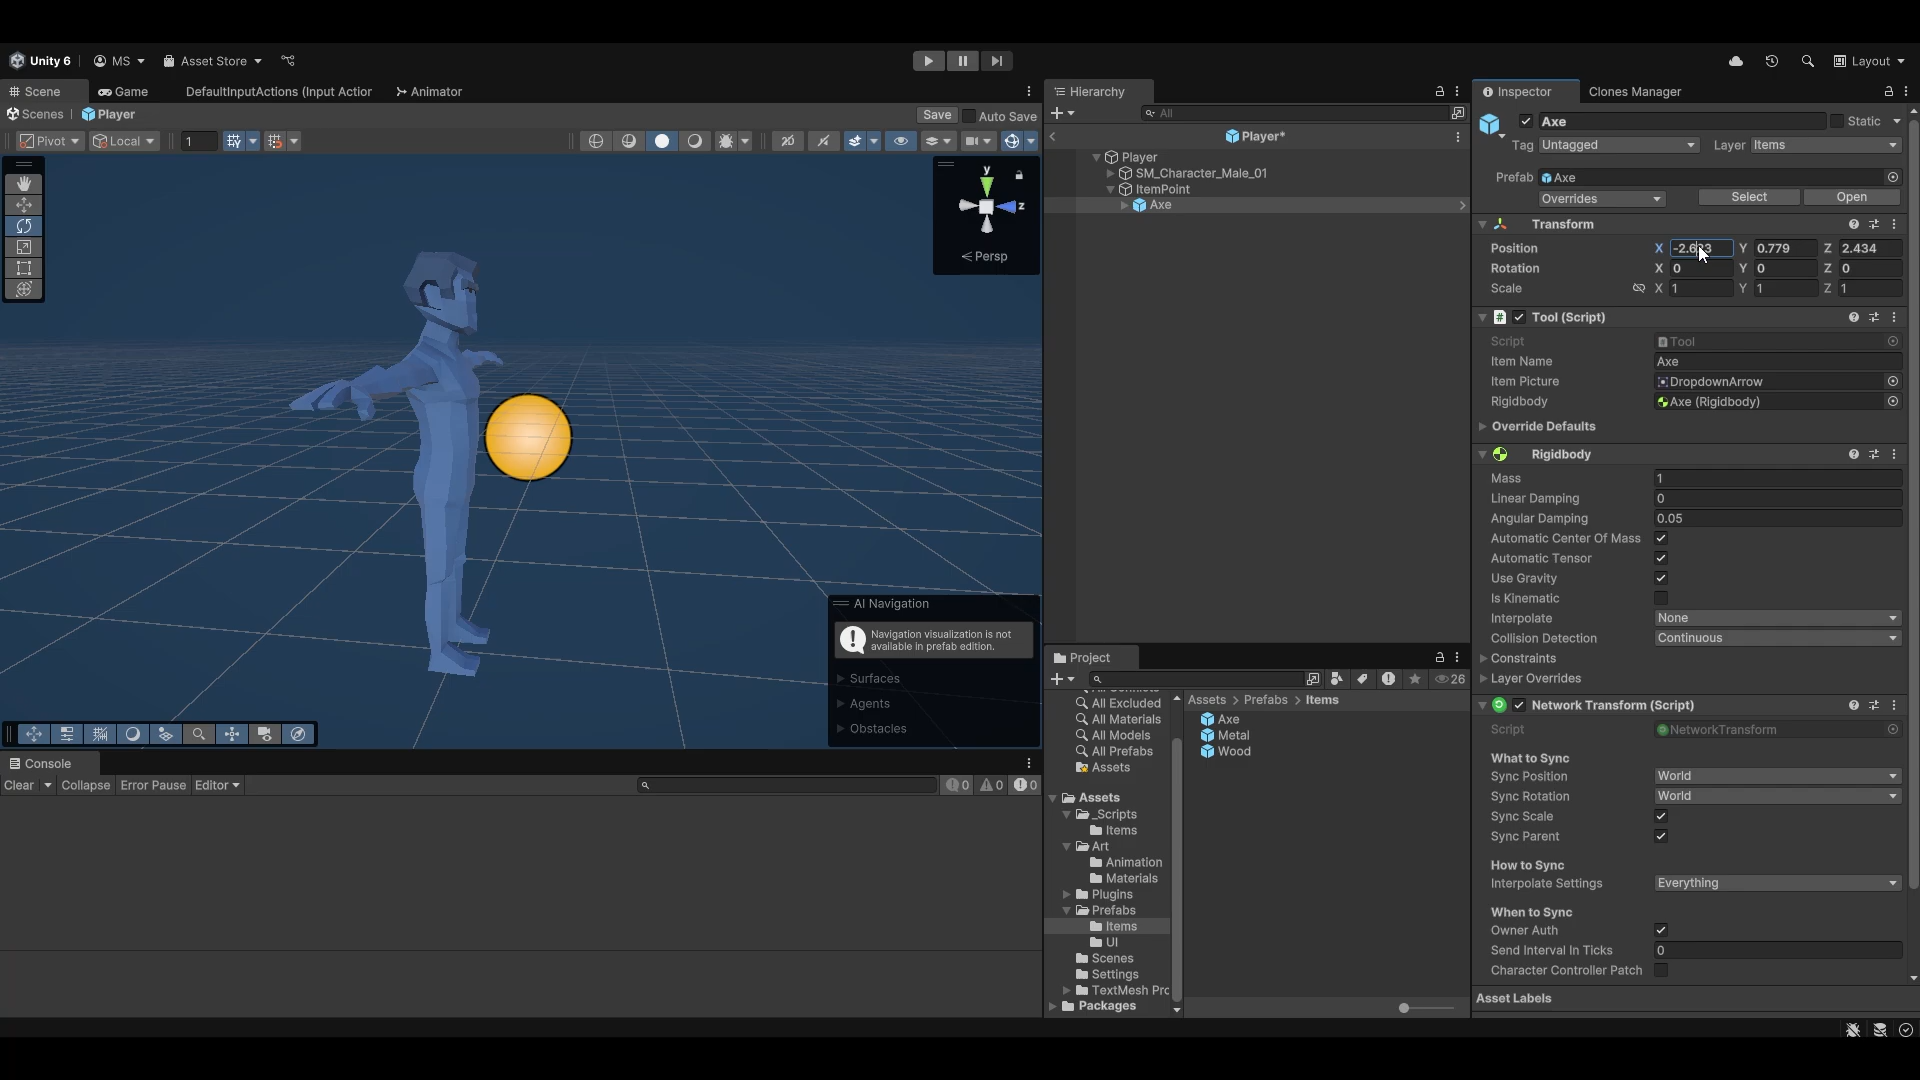 Unity 6 MS Asset Store Layout
Scene Game DefaultInputActions (Input Action Animator
Scenes Player Save Auto Save
Pivot Local 1
y
z
Persp
AI Navigation
Navigation visualization is not
available in prefab edition.
Surfaces
Agents
Obstacles
Console
Clear Collapse Error Pause Editor 0 0 0
Hierarchy
All
Player*
Player
SM_Character_Male_01
ItemPoint
Axe
Project
26
All Excluded
All Materials
All Models
All Prefabs
Assets
Assets
_Scripts
Items
Art
Animation
Materials
Plugins
Prefabs
Items
UI
Scenes
Settings
TextMesh Prc
Packages
Assets > Prefabs > Items
Axe
Metal
Wood
Inspector Clones Manager
Axe Static
Tag Untagged Layer Items
Prefab Axe
Overrides Select Open
Transform
Position X Y 0.779 Z 2.434
Rotation X 0 Y 0 Z 0
Scale X 1 Y 1 Z 1
Tool (Script)
Script Tool
Item Name Axe
Item Picture DropdownArrow
Rigidbody Axe (Rigidbody)
Override Defaults
Rigidbody
Mass 1
Linear Damping 0
Angular Damping 0.05
Automatic Center Of Mass
Automatic Tensor
Use Gravity
Is Kinematic
Interpolate None
Collision Detection Continuous
Constraints
Layer Overrides
Network Transform (Script)
Script NetworkTransform
What to Sync
Sync Position World
Sync Rotation World
Sync Scale
Sync Parent
How to Sync
Interpolate Settings Everything
When to Sync
Owner Auth
Send Interval In Ticks 0
Character Controller Patch
Asset Labels